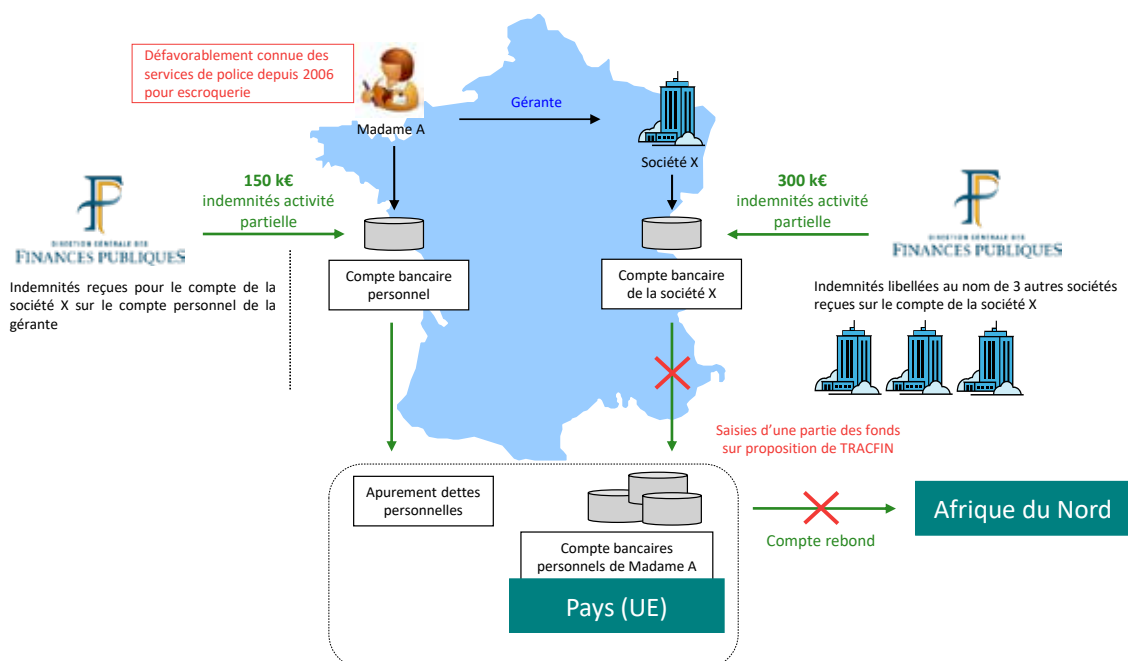 Défavorablement connue des
services de police depuis 2006
pour escroquerie
Madame A
Gérante
Société X
150 k€
indemnités activité
partielle
300 k€
indemnités activité
partielle
DIRECTION GÉNÉRALE DES
FINANCES PUBLIQUES
DIRECTION GÉNÉRALE DES
FINANCES PUBLIQUES
Compte bancaire
personnel
Compte bancaire
de la société X
Indemnités reçues pour le compte de la
société X sur le compte personnel de la
gérante
Indemnités libellées au nom de 3 autres sociétés
reçues sur le compte de la société X
Saisies d’une partie des fonds
sur proposition de TRACFIN
Apurement dettes
personnelles
Compte bancaires
personnels de Madame A
Pays (UE)
Compte rebond
Afrique du Nord